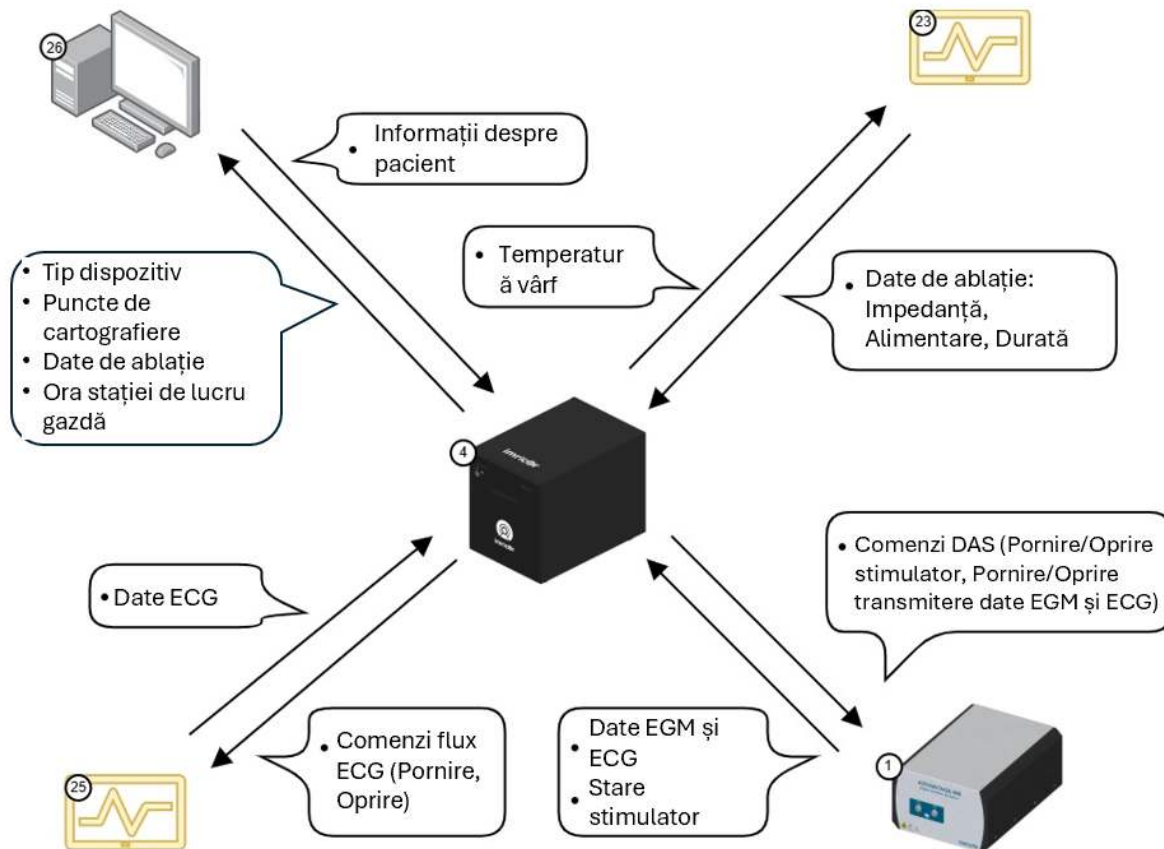 26
23
• Informații despre
pacient
• Temperatur
ă vârf
• Tip dispozitiv
• Puncte de
cartografiere
• Date de ablație
• Ora stației de lucru
gazdă
• Date de ablație:
Impedanță,
Alimentare, Durată
4
imricor
imricor
• Date ECG
• Comenzi DAS (Pornire/Oprire
stimulator, Pornire/Oprire
transmitere date EGM și ECG)
• Comenzi flux
ECG (Pornire,
Oprire)
• Date EGM și
ECG
• Stare
stimulator
25
1